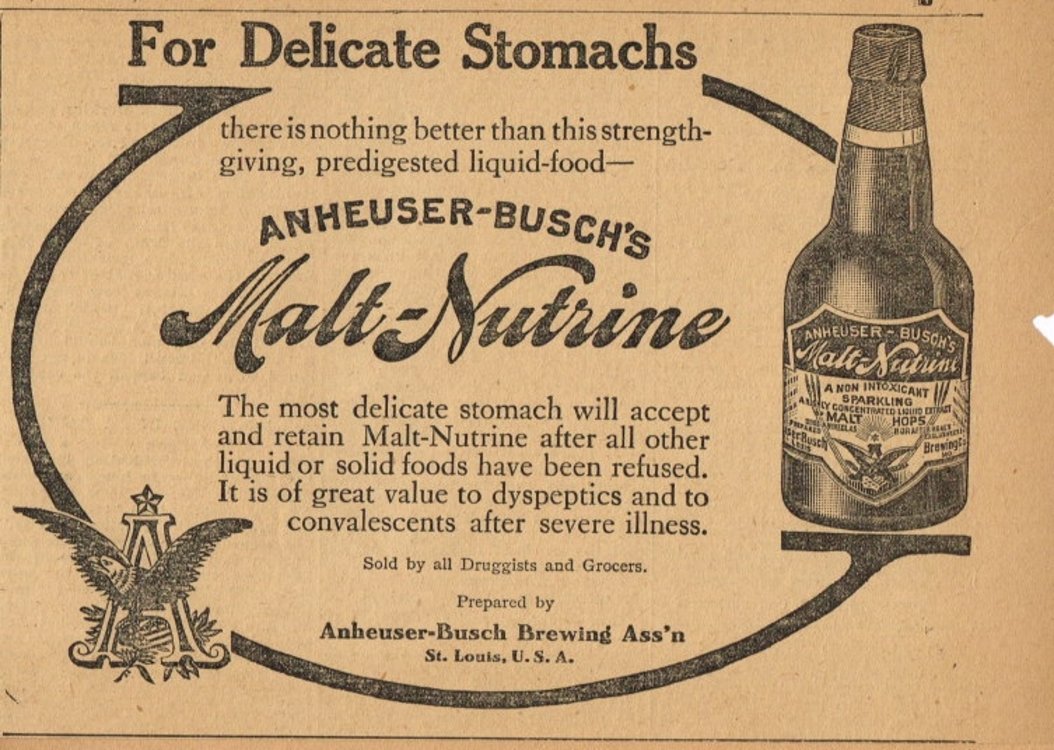 For Delicate Stomachs
there is nothing better than this strength-
giving, predigested liquid-food—
ANHEUSER-BUSCH'S
Malt-Nutrine
The most delicate stomach will accept
and retain Malt-Nutrine after all other
liquid or solid foods have been refused.
It is of great value to dyspeptics and to
convalescents after severe illness.
Sold by all Druggists and Grocers.
Prepared by
Anheuser-Busch Brewing Ass'n
St. Louis, U. S. A.
A
ANHEUSER-BUSCH'S
Malt-Nutrine
A NON INTOXICANT
SPARKLING
CONCENTRATED LIQUID EXTRACT
MALT HOPS
PREPARED
Brewing